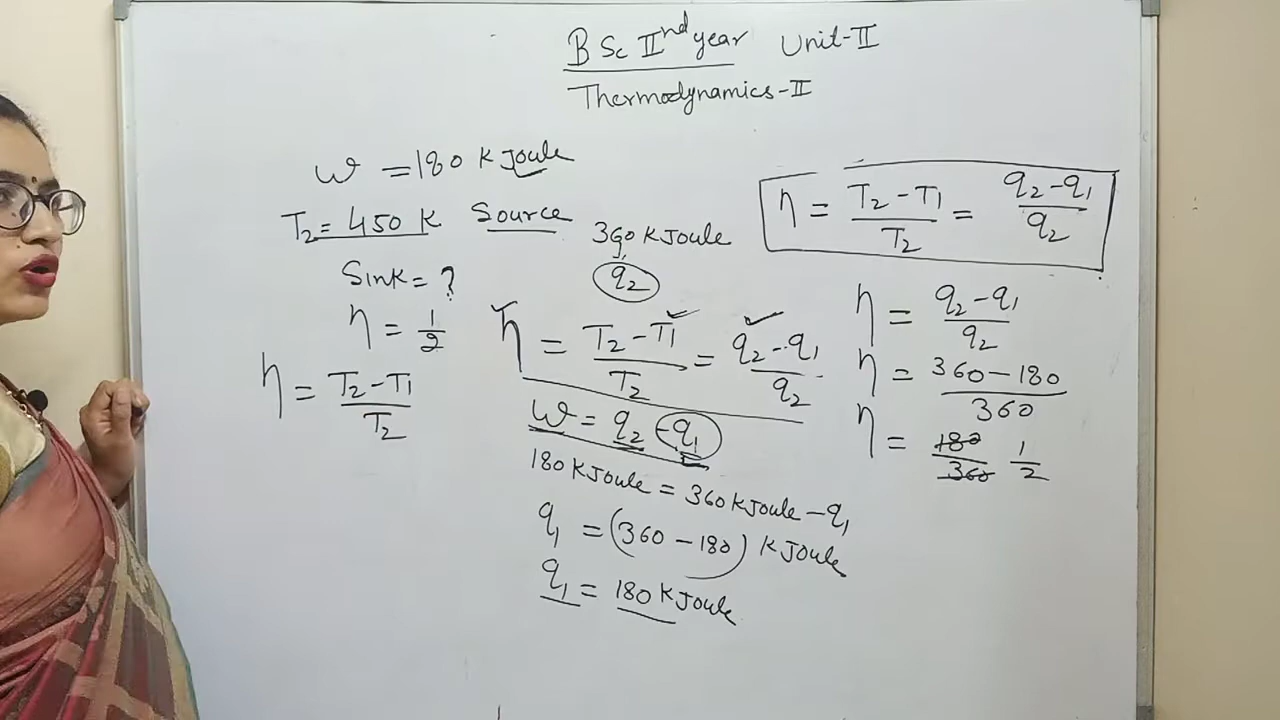 B Sc IInd year Unit-II
Thermodynamics-II
w = 180 K Joule
T2 = 450 K Source
Sink = ?
η = 1/2
η = T2 - T1 / T2
360 K Joule
q2
η = T2 - T1 / T2 = q2 - q1 / q2
w = q2 - q1
180 K Joule = 360 K Joule - q1
q1 = (360 - 180) K Joule
q1 = 180 K Joule
η = T2 - T1 / T2 = q2 - q1 / q2
η = q2 - q1 / q2
η = 360 - 180 / 360
η = 180/360 1/2